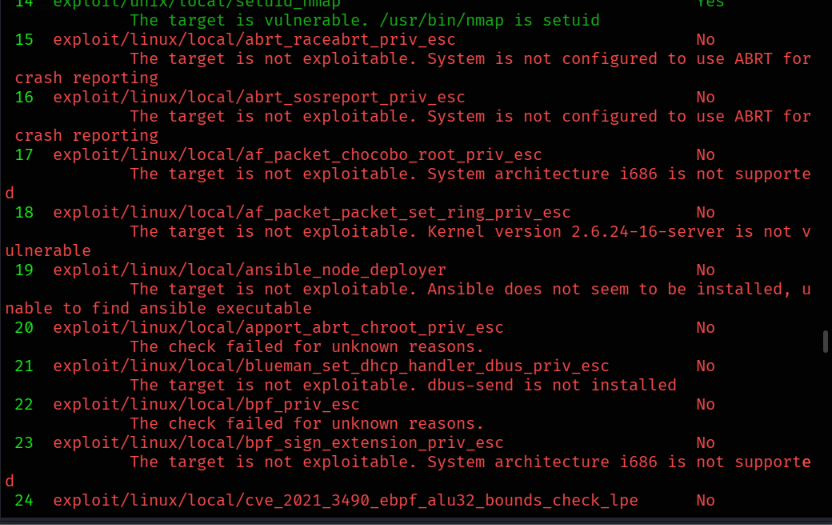 14  exploit/unix/local/setuid_nmap  Yes
The target is vulnerable. /usr/bin/nmap is setuid
15  exploit/linux/local/abrt_raceabrt_priv_esc  No
The target is not exploitable. System is not configured to use ABRT for
crash reporting
16  exploit/linux/local/abrt_sosreport_priv_esc  No
The target is not exploitable. System is not configured to use ABRT for
crash reporting
17  exploit/linux/local/af_packet_chocobo_root_priv_esc  No
The target is not exploitable. System architecture i686 is not supporte
d
18  exploit/linux/local/af_packet_packet_set_ring_priv_esc  No
The target is not exploitable. Kernel version 2.6.24-16-server is not v
ulnerable
19  exploit/linux/local/ansible_node_deployer  No
The target is not exploitable. Ansible does not seem to be installed, u
nable to find ansible executable
20  exploit/linux/local/apport_abrt_chroot_priv_esc  No
The check failed for unknown reasons.
21  exploit/linux/local/blueman_set_dhcp_handler_dbus_priv_esc  No
The target is not exploitable. dbus-send is not installed
22  exploit/linux/local/bpf_priv_esc  No
The check failed for unknown reasons.
23  exploit/linux/local/bpf_sign_extension_priv_esc  No
The target is not exploitable. System architecture i686 is not supporte
d
24  exploit/linux/local/cve_2021_3490_ebpf_alu32_bounds_check_lpe  No